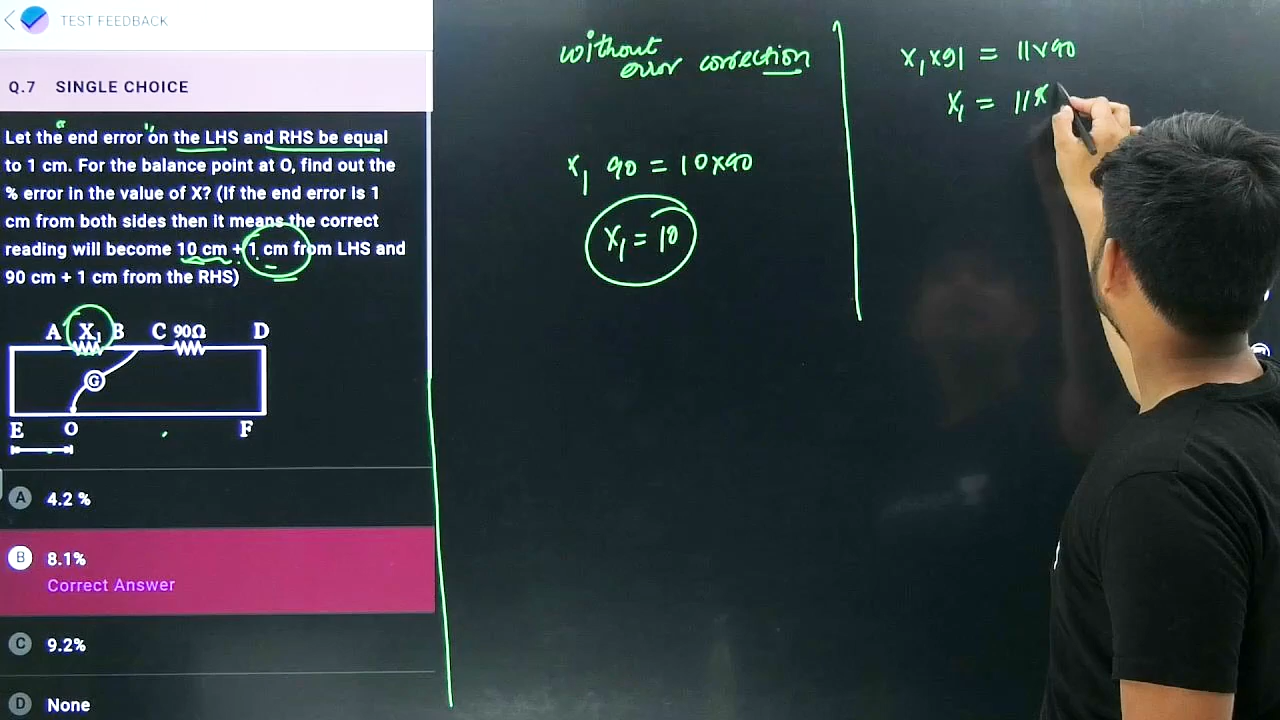 TEST FEEDBACK
Q.7 SINGLE CHOICE
Let the end error on the LHS and RHS be equal
to 1 cm. For the balance point at O, find out the
% error in the value of X? (If the end error is 1
cm from both sides then it means the correct
reading will become 10 cm + 1 cm from LHS and
90 cm + 1 cm from the RHS)
A X₁ B C 90Ω D
G
E O F
A 4.2 %
B 8.1%
Correct Answer
C 9.2%
D None
without
error correction
x₁ 90 = 10×90
x₁ = 10
x₁×91 = 11×90
x₁ = 11×